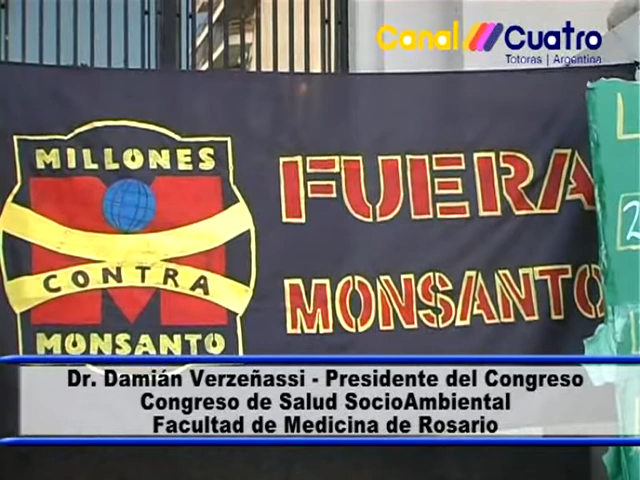 Canal Cuatro
Totoras | Argentina
MILLONES
CONTRA
MONSANTO
FUERA
MONSANTO
Dr. Damián Verzeñassi - Presidente del Congreso
Congreso de Salud SocioAmbiental
Facultad de Medicina de Rosario